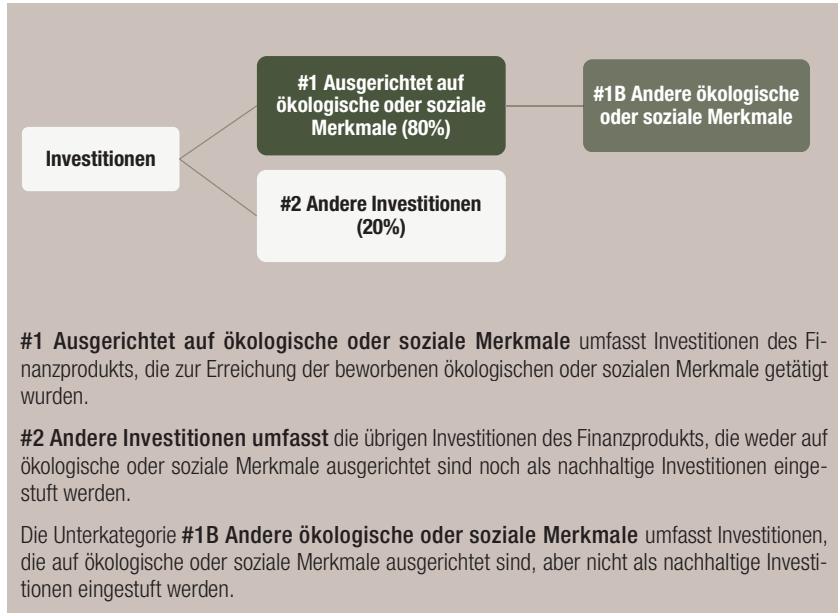 #1 Ausgerichtet auf
ökologische oder soziale
Merkmale (80%)
#1B Andere ökologische
oder soziale Merkmale
Investitionen
#2 Andere Investitionen
(20%)
#1 Ausgerichtet auf ökologische oder soziale Merkmale umfasst Investitionen des Fi-
nanzprodukts, die zur Erreichung der beworbenen ökologischen oder sozialen Merkmale getätigt
wurden.
#2 Andere Investitionen umfasst die übrigen Investitionen des Finanzprodukts, die weder auf
ökologische oder soziale Merkmale ausgerichtet sind noch als nachhaltige Investitionen einge-
stuft werden.
Die Unterkategorie #1B Andere ökologische oder soziale Merkmale umfasst Investitionen,
die auf ökologische oder soziale Merkmale ausgerichtet sind, aber nicht als nachhaltige Investi-
tionen eingestuft werden.